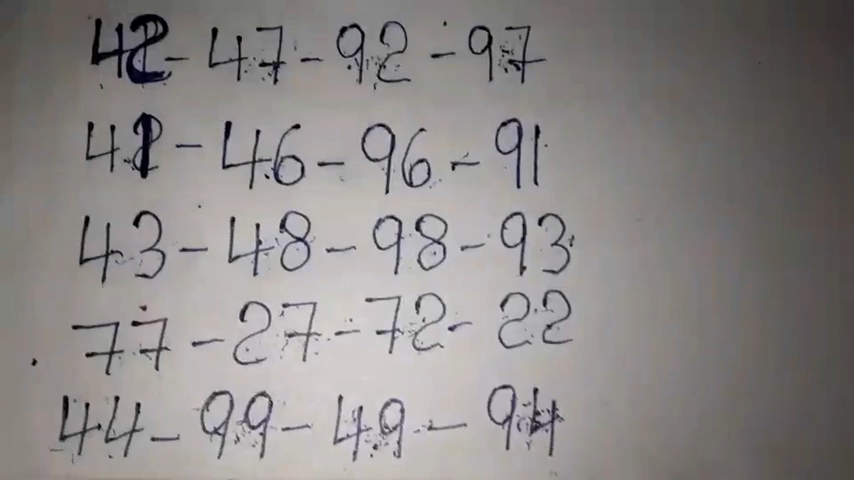 42 - 47 - 92 - 97
41 - 46 - 96 - 91
43 - 48 - 98 - 93
77 - 27 - 72 - 22
44 - 99 - 49 - 94